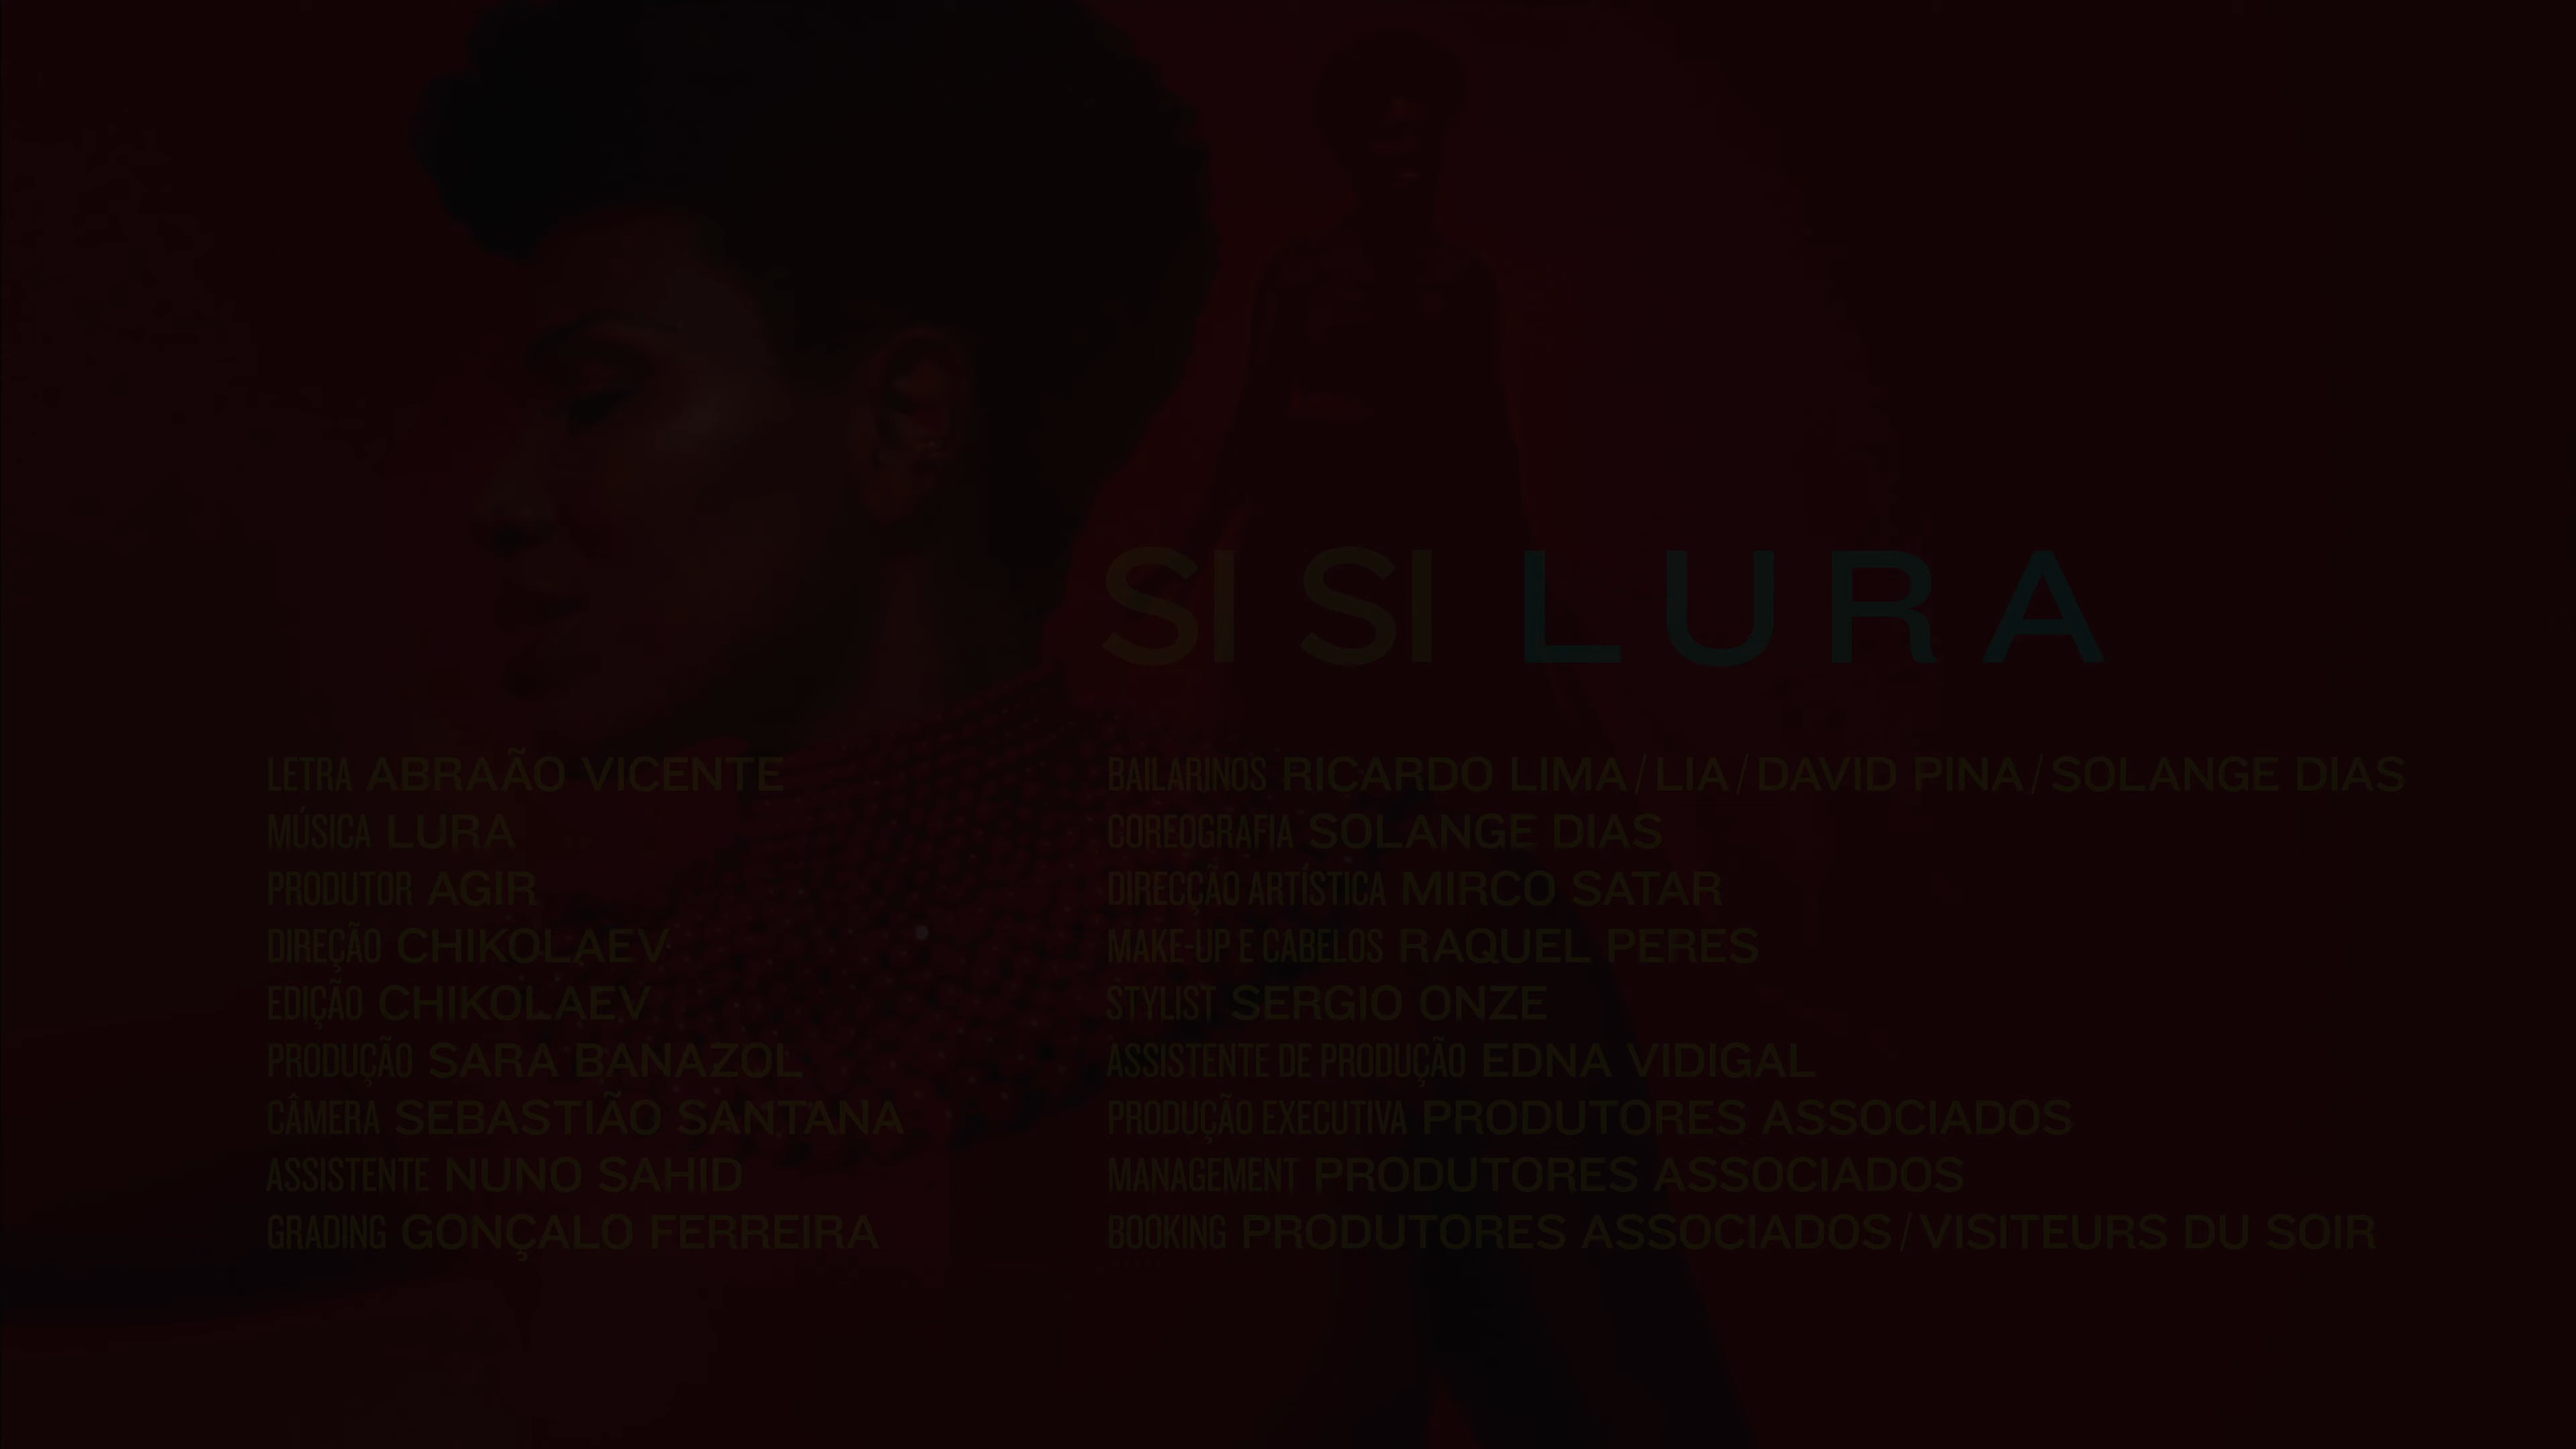 SI SI LURA
LETRA ABRAÃO VICENTE
MÚSICA LURA
PRODUTOR AGIR
DIREÇÃO CHIKOLAEV
EDIÇÃO CHIKOLAEV
PRODUÇÃO SARA BANAZOL
CÂMERA SEBASTIÃO SANTANA
ASSISTENTE NUNO SAHID
GRADING GONÇALO FERREIRA
BAILARINOS RICARDO LIMA / LIA / DAVID PINA / SOLANGE DIAS
COREOGRAFIA SOLANGE DIAS
DIRECÇÃO ARTÍSTICA MIRCO SATAR
MAKE-UP E CABELOS RAQUEL PERES
STYLIST SERGIO ONZE
ASSISTENTE DE PRODUÇÃO EDNA VIDIGAL
PRODUÇÃO EXECUTIVA PRODUTORES ASSOCIADOS
MANAGEMENT PRODUTORES ASSOCIADOS
BOOKING PRODUTORES ASSOCIADOS / VISITEURS DU SOIR